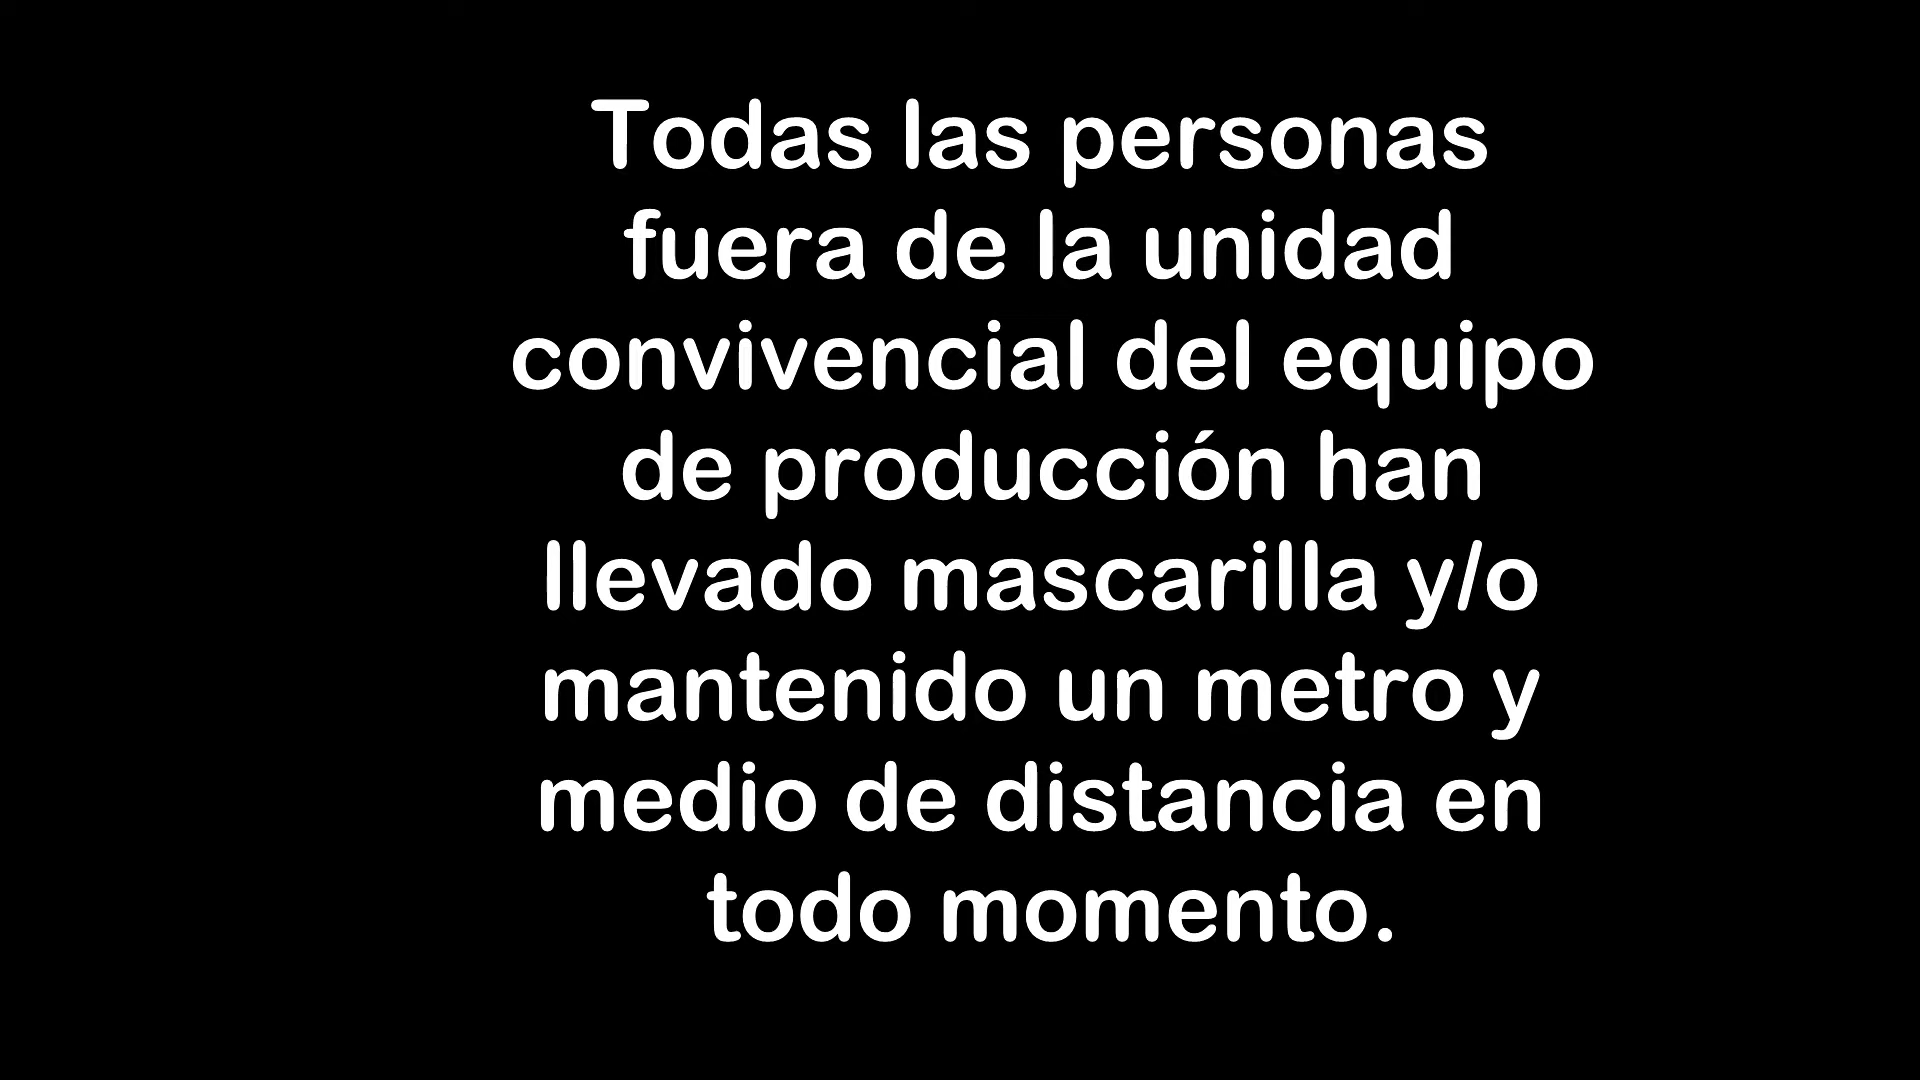 Todas las personas
fuera de la unidad
convivencial del equipo
de producción han
llevado mascarilla y/o
mantenido un metro y
medio de distancia en
todo momento.